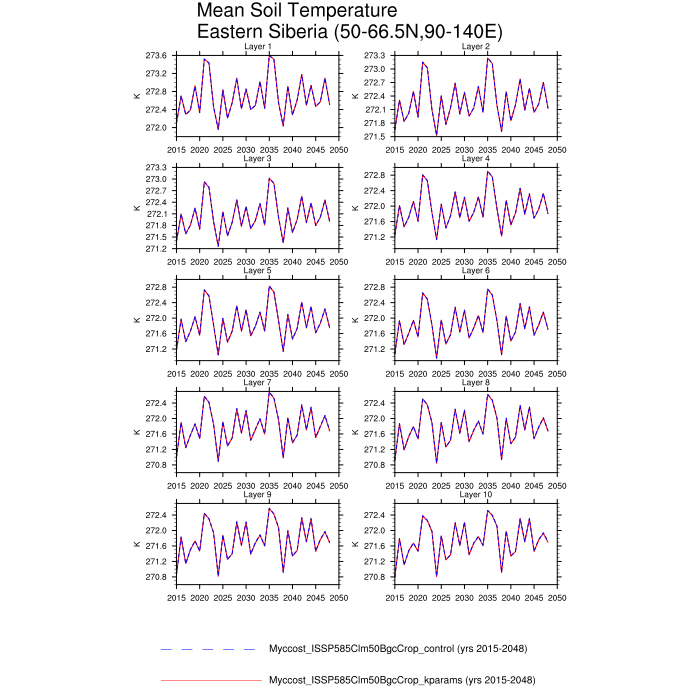 Mean Soil Temperature
Eastern Siberia (50-66.5N,90-140E)
Layer 1
Layer 2
273.6
273.2
272.8
272.4
272.0
K
2015 2020 2025 2030 2035 2040 2045 2050
273.3
273.0
272.7
272.4
272.1
271.8
271.5
K
2015 2020 2025 2030 2035 2040 2045 2050
Layer 3
Layer 4
273.3
273.0
272.7
272.4
272.1
271.8
271.5
271.2
K
2015 2020 2025 2030 2035 2040 2045 2050
272.8
272.4
272.0
271.6
271.2
K
2015 2020 2025 2030 2035 2040 2045 2050
Layer 5
Layer 6
272.8
272.4
272.0
271.6
271.2
K
2015 2020 2025 2030 2035 2040 2045 2050
272.8
272.4
272.0
271.6
271.2
K
2015 2020 2025 2030 2035 2040 2045 2050
Layer 7
Layer 8
272.4
272.0
271.6
271.2
270.8
K
2015 2020 2025 2030 2035 2040 2045 2050
272.4
272.0
271.6
271.2
270.8
K
2015 2020 2025 2030 2035 2040 2045 2050
Layer 9
Layer 10
272.4
272.0
271.6
271.2
270.8
K
2015 2020 2025 2030 2035 2040 2045 2050
272.4
272.0
271.6
271.2
270.8
K
2015 2020 2025 2030 2035 2040 2045 2050
Myccost_ISSP585Clm50BgcCrop_control (yrs 2015-2048)
Myccost_ISSP585Clm50BgcCrop_kparams (yrs 2015-2048)